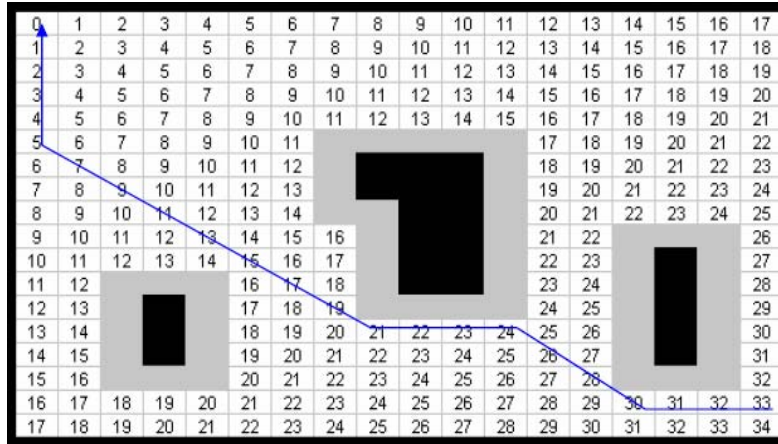 0 1 2 3 4 5 6 7 8 9 10 11 12 13 14 15 16 17
1 2 3 4 5 6 7 8 9 10 11 12 13 14 15 16 17 18
2 3 4 5 6 7 8 9 10 11 12 13 14 15 16 17 18 19
3 4 5 6 7 8 9 10 11 12 13 14 15 16 17 18 19 20
4 5 6 7 8 9 10 11 12 13 14 15 16 17 18 19 20 21
5 6 7 8 9 10 11 17 18 19 20 21 22
6 7 8 9 10 11 12 18 19 20 21 22 23
7 8 9 10 11 12 13 19 20 21 22 23 24
8 9 10 11 12 13 14 20 21 22 23 24 25
9 10 11 12 13 14 15 16 21 22 26
10 11 12 13 14 15 16 17 22 23 27
11 12 16 17 18 23 24 28
12 13 17 18 19 24 25 29
13 14 18 19 20 21 22 23 24 25 26 30
14 15 19 20 21 22 23 24 25 26 27 31
15 16 20 21 22 23 24 25 26 27 28 32
16 17 18 19 20 21 22 23 24 25 26 27 28 29 30 31 32 33
17 18 19 20 21 22 23 24 25 26 27 28 29 30 31 32 33 34